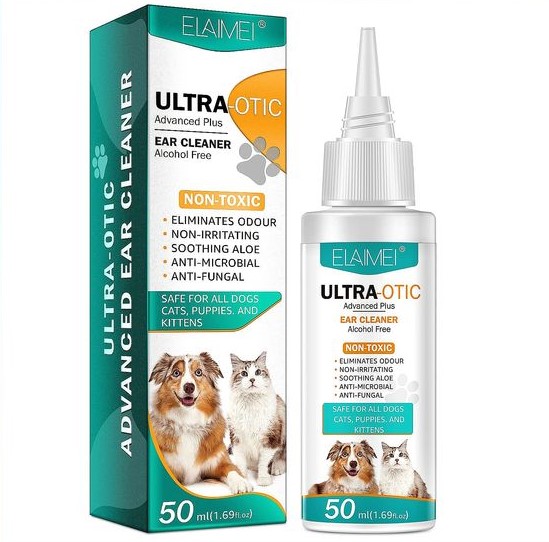 ULTRA-OTIC
ADVANCED EAR CLEANER
ELAIMEI®
ULTRA-OTIC
Advanced Plus
EAR CLEANER
Alcohol Free
NON-TOXIC
• ELIMINATES ODOUR
• NON-IRRITATING
• SOOTHING ALOE
• ANTI-MICROBIAL
• ANTI-FUNGAL
SAFE FOR ALL DOGS
CATS, PUPPIES, AND
KITTENS
50 ml(1.69fl.oz)
ELAIMEI®
ULTRA-OTIC
Advanced Plus
EAR CLEANER
Alcohol Free
NON-TOXIC
• ELIMINATES ODOUR
• NON-IRRITATING
• SOOTHING ALOE
• ANTI-MICROBIAL
• ANTI-FUNGAL
SAFE FOR ALL DOGS
CATS, PUPPIES, AND
KITTENS
50 ml(1.69fl.oz)